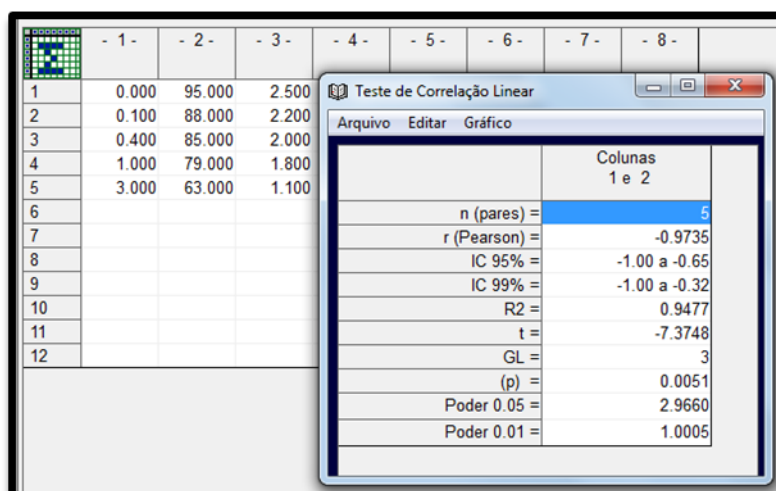 - 1 - - 2 - - 3 - - 4 - - 5 - - 6 - - 7 - - 8 -
1 0.000 95.000 2.500
2 0.100 88.000 2.200
3 0.400 85.000 2.000
4 1.000 79.000 1.800
5 3.000 63.000 1.100
6
7
8
9
10
11
12
Teste de Correlação Linear
Arquivo Editar Gráfico
Colunas
1 e 2
n (pares) = 5
r (Pearson) = -0.9735
IC 95% = -1.00 a -0.65
IC 99% = -1.00 a -0.32
R2 = 0.9477
t = -7.3748
GL = 3
(p) = 0.0051
Poder 0.05 = 2.9660
Poder 0.01 = 1.0005